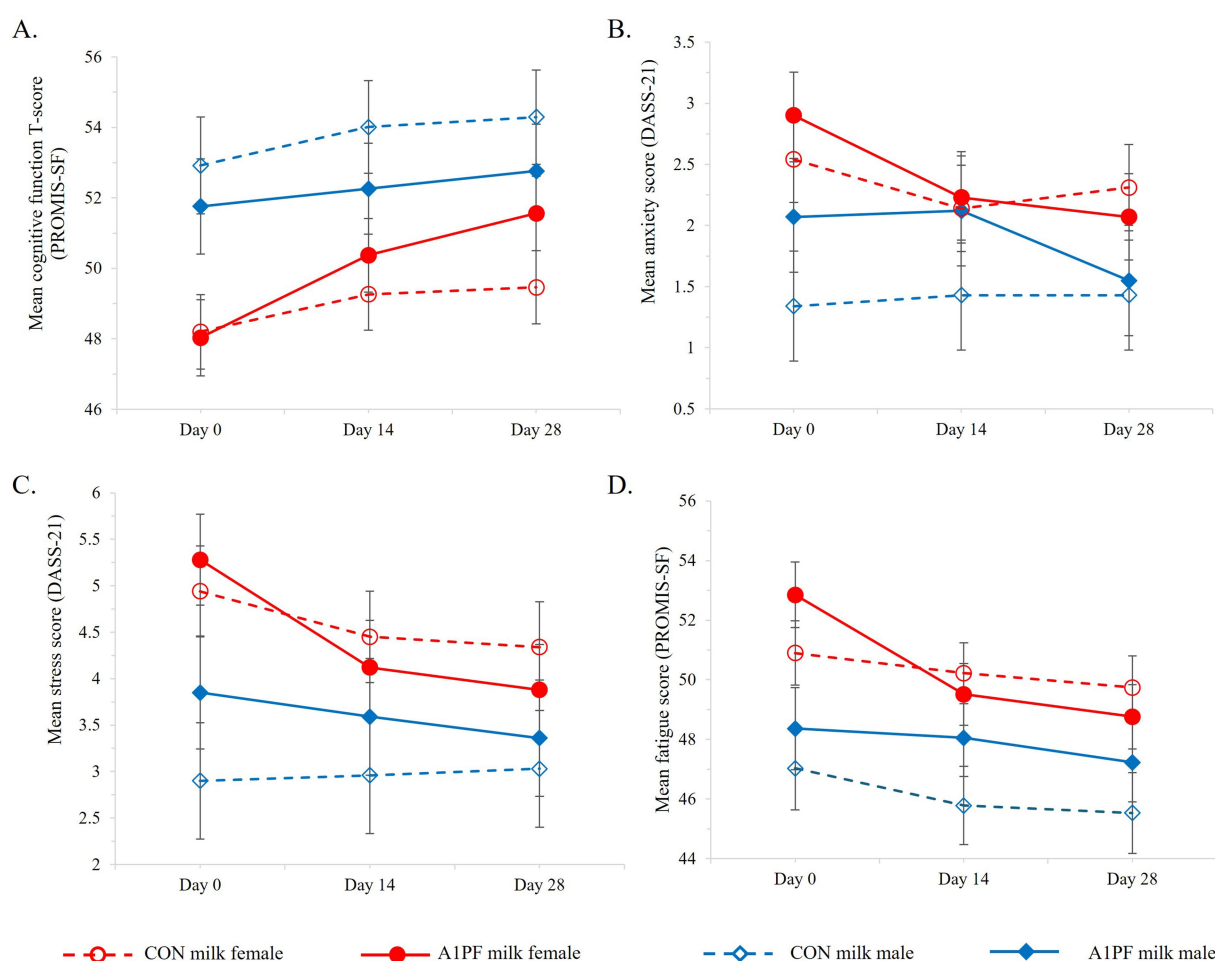 A.
Mean cognitive function T-score
(PROMIS-SF)
56
54
52
50
48
46
Day 0
Day 14
Day 28
B.
Mean anxiety score (DASS-21)
3.5
3
2.5
2
1.5
1
0.5
Day 0
Day 14
Day 28
C.
Mean stress score (DASS-21)
6
5.5
5
4.5
4
3.5
3
2.5
2
Day 0
Day 14
Day 28
D.
Mean fatigue score (PROMIS-SF)
56
54
52
50
48
46
44
Day 0
Day 14
Day 28
CON milk female
A1PF milk female
CON milk male
A1PF milk male